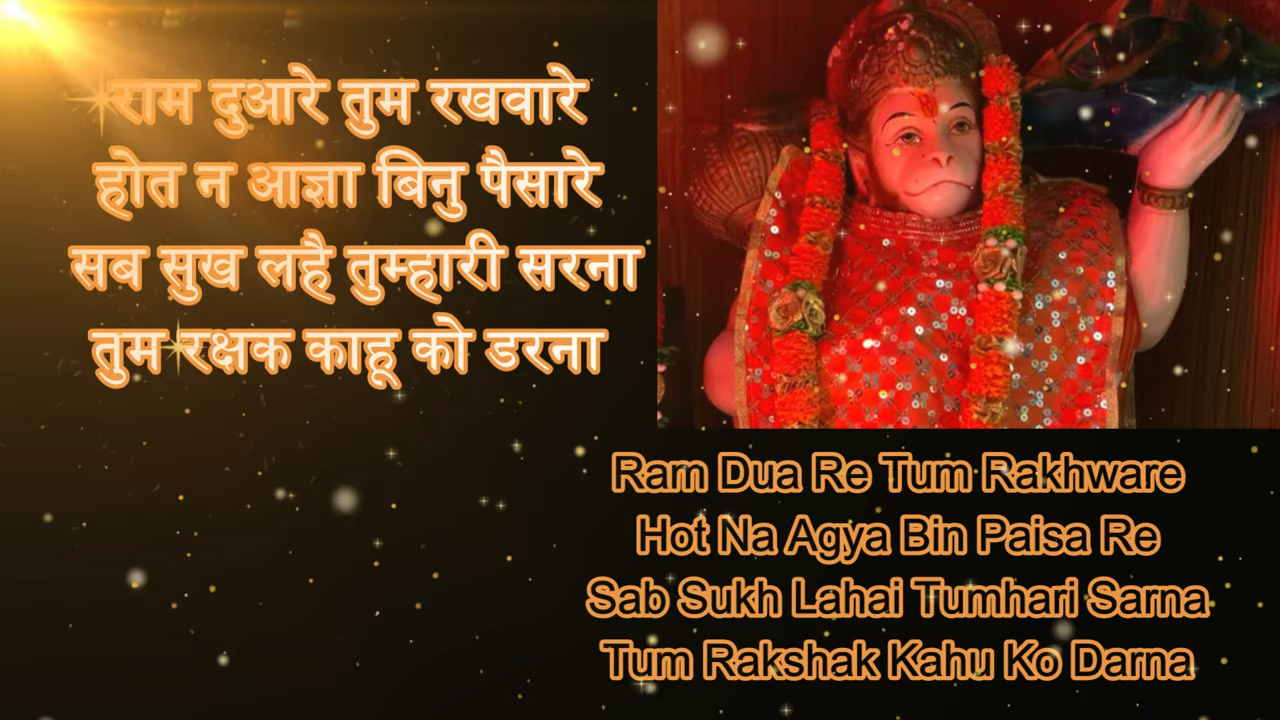 राम दुआरे तुम रखवारे
होत न आज्ञा बिनु पैसारे
सब सुख लहै तुम्हारी सरना
तुम रक्षक काहू को डरना
Ram Dua Re Tum Rakhware
Hot Na Agya Bin Paisa Re
Sab Sukh Lahai Tumhari Sarna
Tum Rakshak Kahu Ko Darna